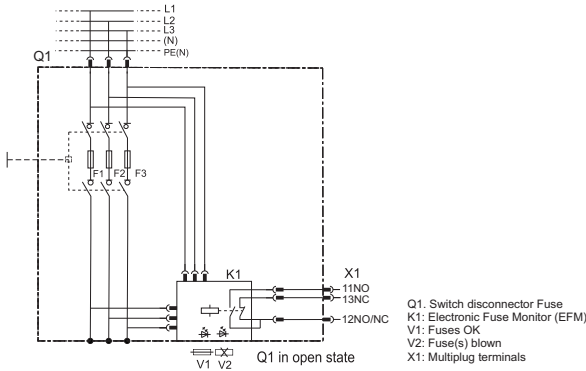 L1
L2
L3
(N)
PE(N)
Q1
F1 F2 F3
K1
X1
11NO
13NC
12NO/NC
V1 V2
Q1 in open state
Q1. Switch disconnector Fuse
K1: Electronic Fuse Monitor (EFM)
V1: Fuses OK
V2: Fuse(s) blown
X1: Multiplug terminals